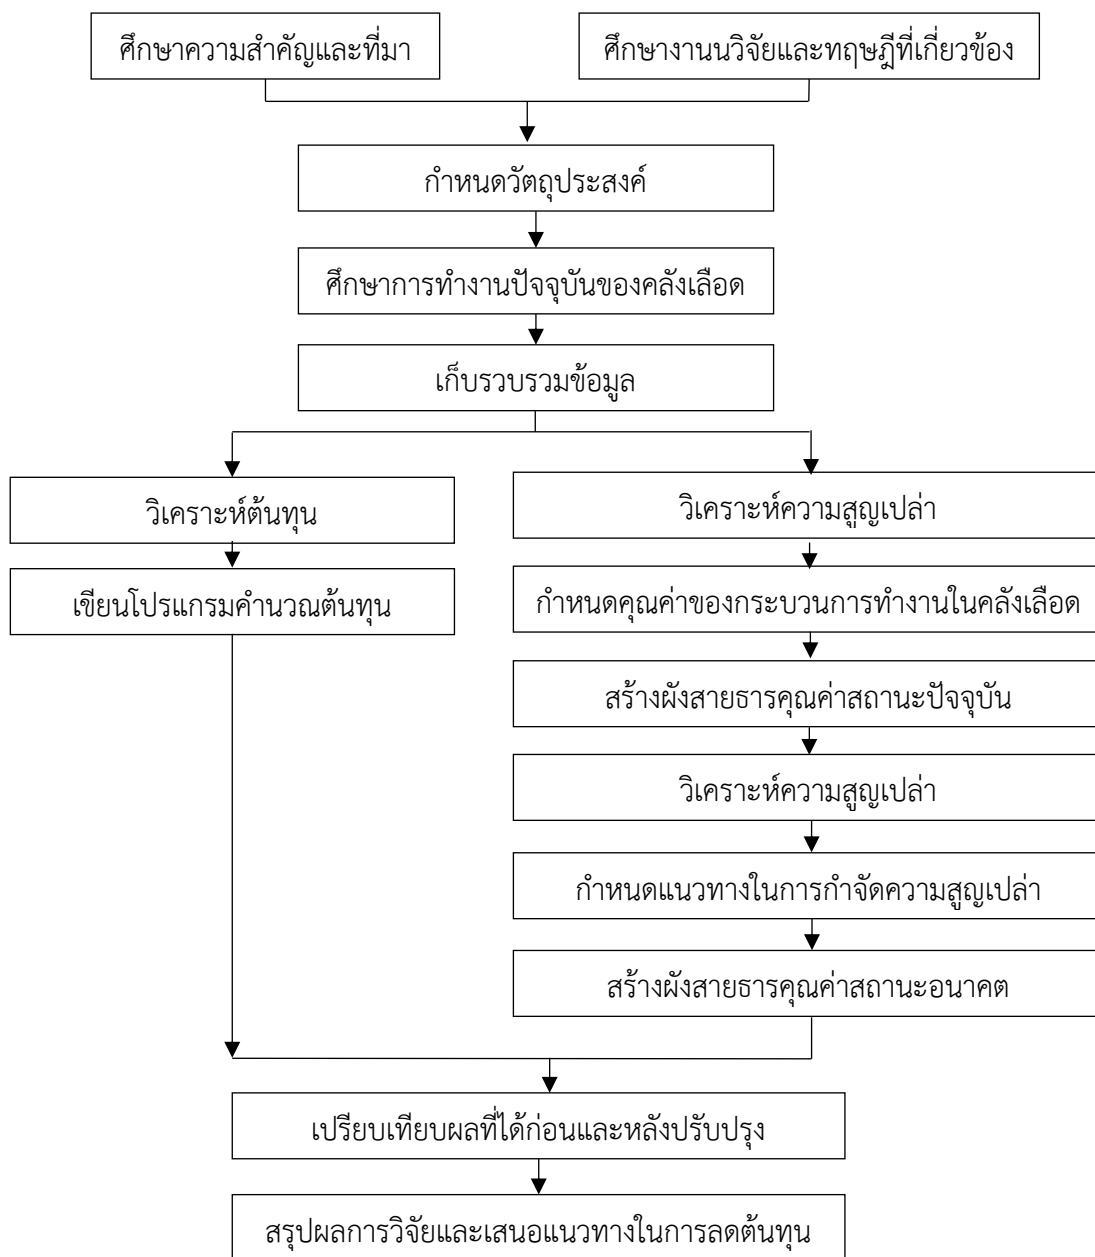 ศึกษาความสำคัญและที่มา
ศึกษางานนวิจัยและทฤษฎีที่เกี่ยวข้อง
กำหนดวัตถุประสงค์
ศึกษาการทำงานปัจจุบันของคลังเลือด
เก็บรวบรวมข้อมูล
วิเคราะห์ต้นทุน
เขียนโปรแกรมคำนวณต้นทุน
วิเคราะห์ความสูญเปล่า
กำหนดคุณค่าของกระบวนการทำงานในคลังเลือด
สร้างผังสายธารคุณค่าสถานะปัจจุบัน
วิเคราะห์ความสูญเปล่า
กำหนดแนวทางในการกำจัดความสูญเปล่า
สร้างผังสายธารคุณค่าสถานะอนาคต
เปรียบเทียบผลที่ได้ก่อนและหลังปรับปรุง
สรุปผลการวิจัยและเสนอแนวทางในการลดต้นทุน